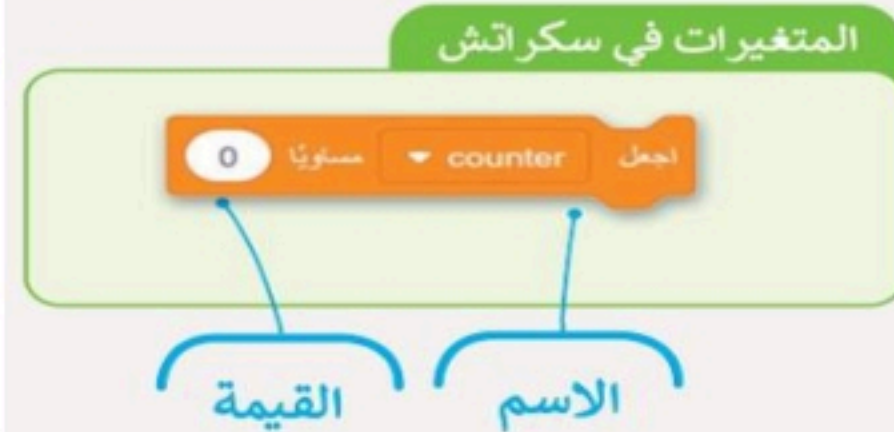 المتغيرات في سكراتش
اجعل counter مساويًا 0
الاسم القيمة